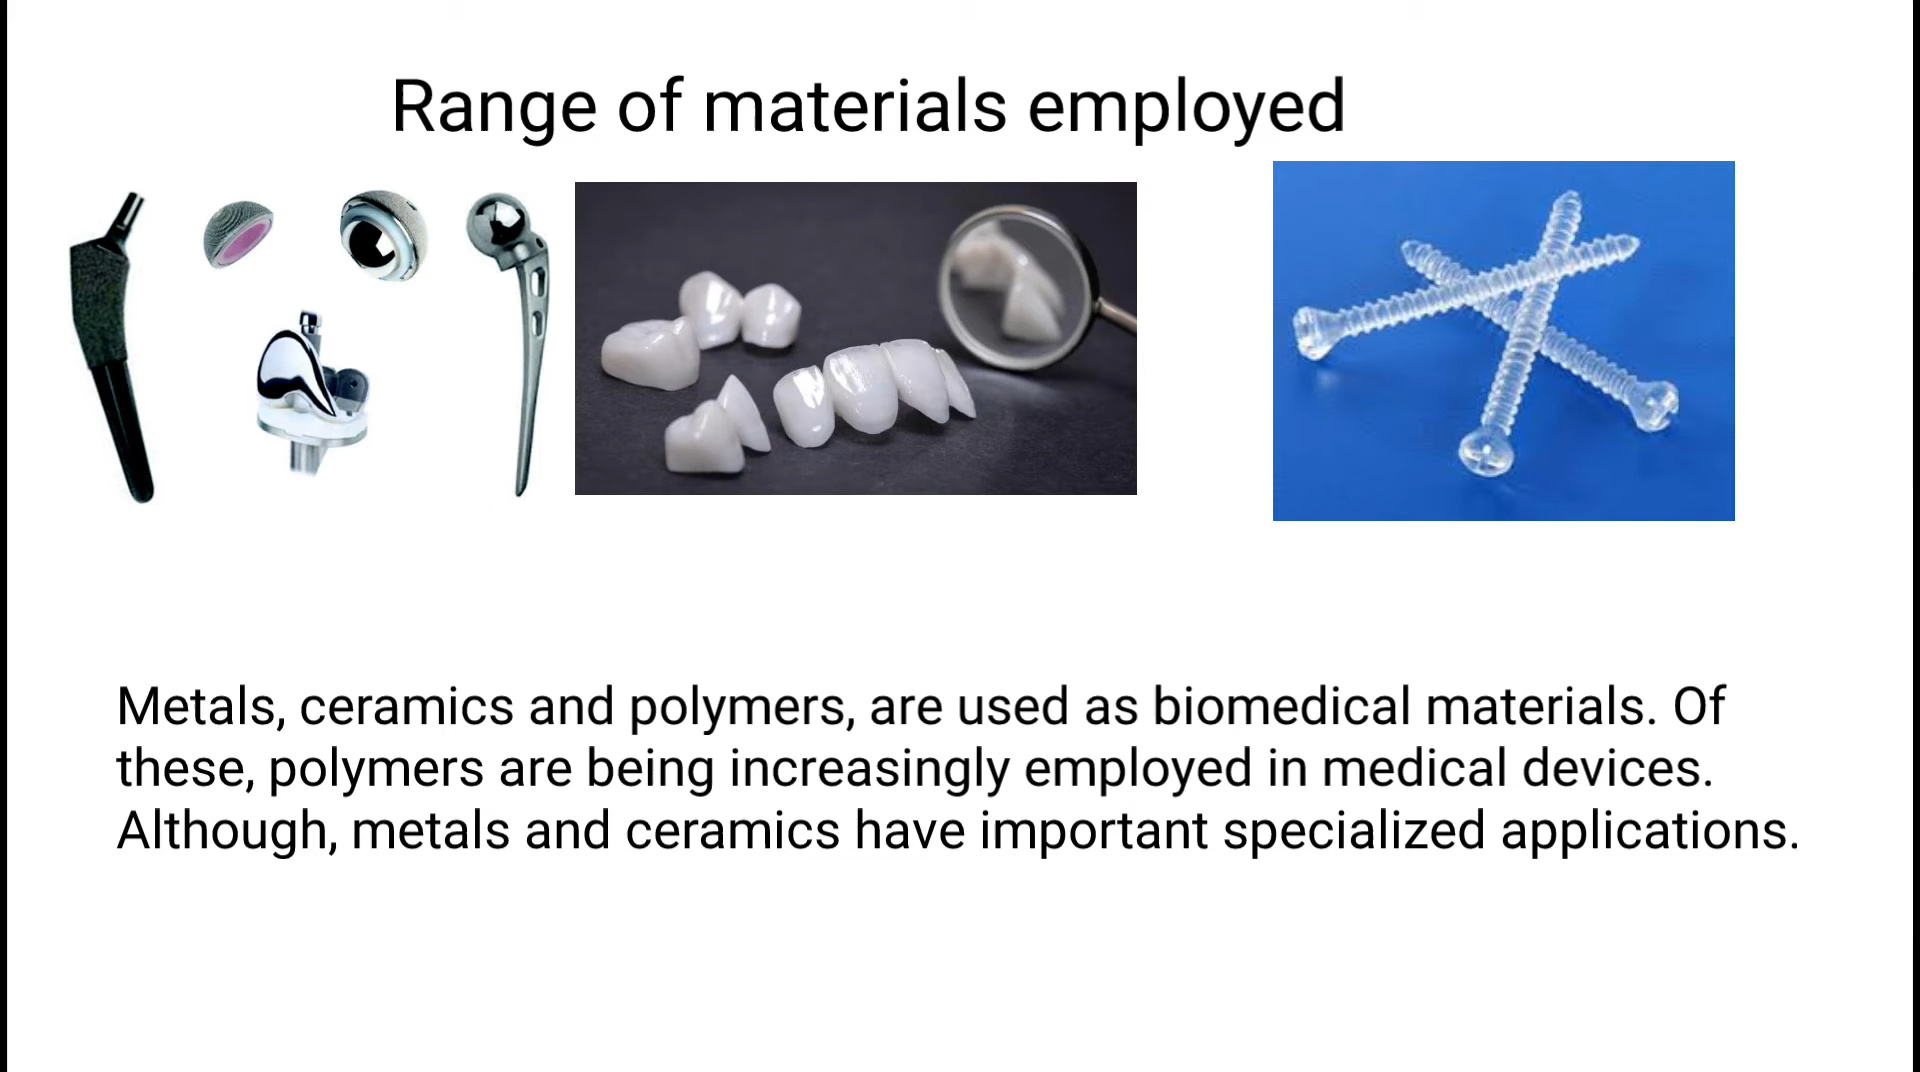 Range of materials employed
Metals, ceramics and polymers, are used as biomedical materials. Of
these, polymers are being increasingly employed in medical devices.
Although, metals and ceramics have important specialized applications.